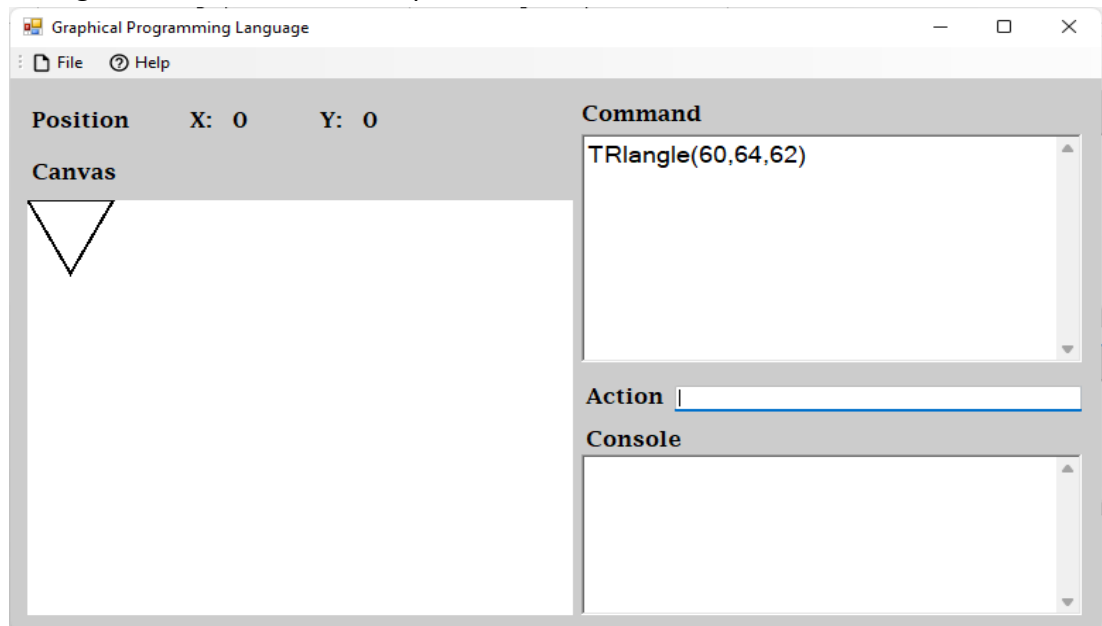 Graphical Programming Language
File Help
Position X: 0 Y: 0
Canvas
Command
TRIangle(60,64,62)
Action
Console